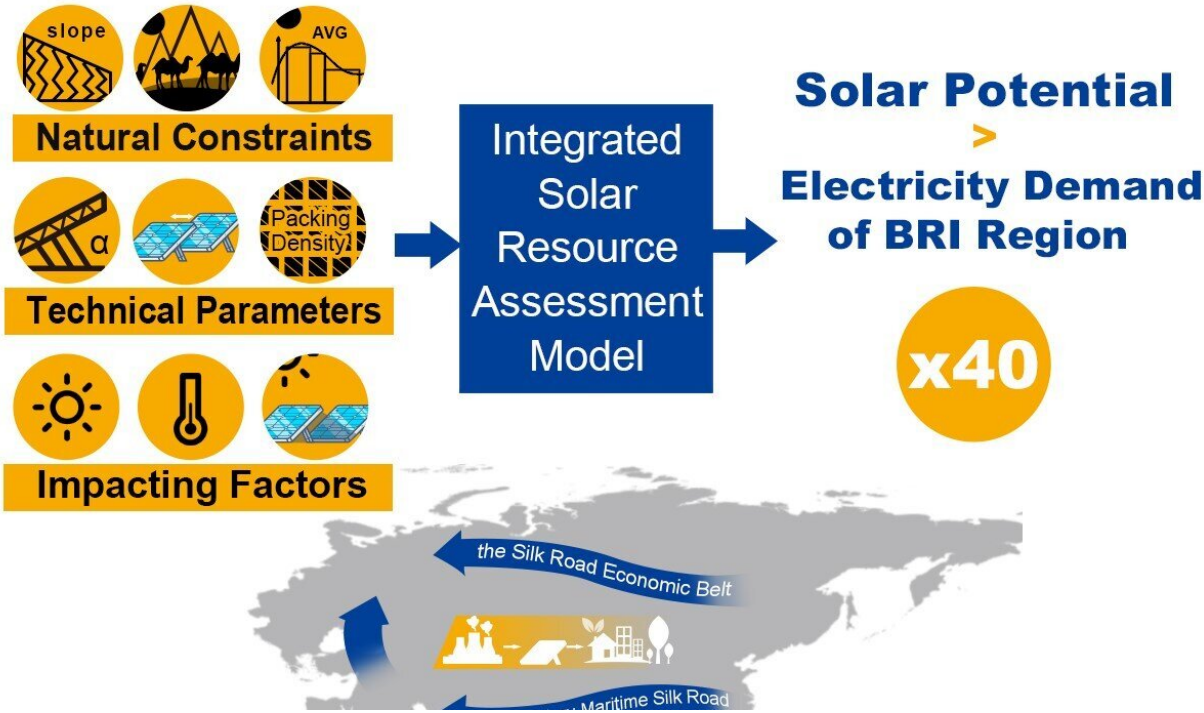 slope
AVG
Natural Constraints
α
Packing
Density
Technical Parameters
Impacting Factors
Integrated
Solar
Resource
Assessment
Model
Solar Potential
>
Electricity Demand
of BRI Region
x40
the Silk Road Economic Belt
Maritime Silk Road